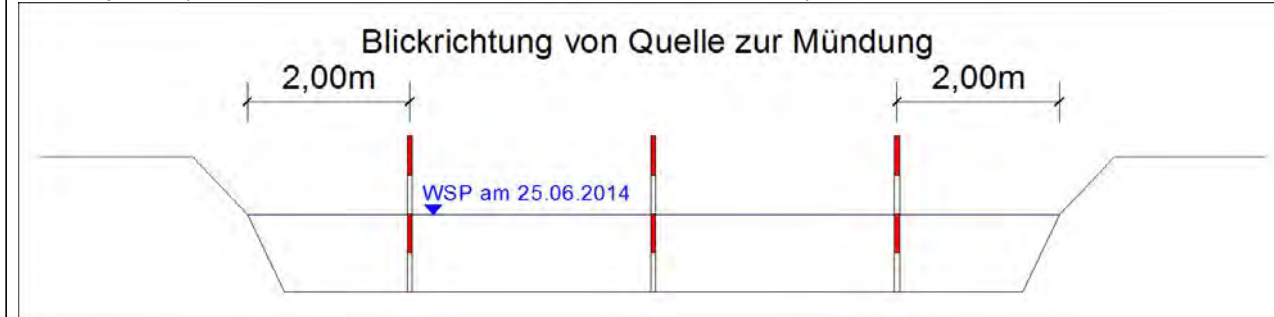 Blickrichtung von Quelle zur Mündung
2,00m 2,00m
WSP am 25.06.2014